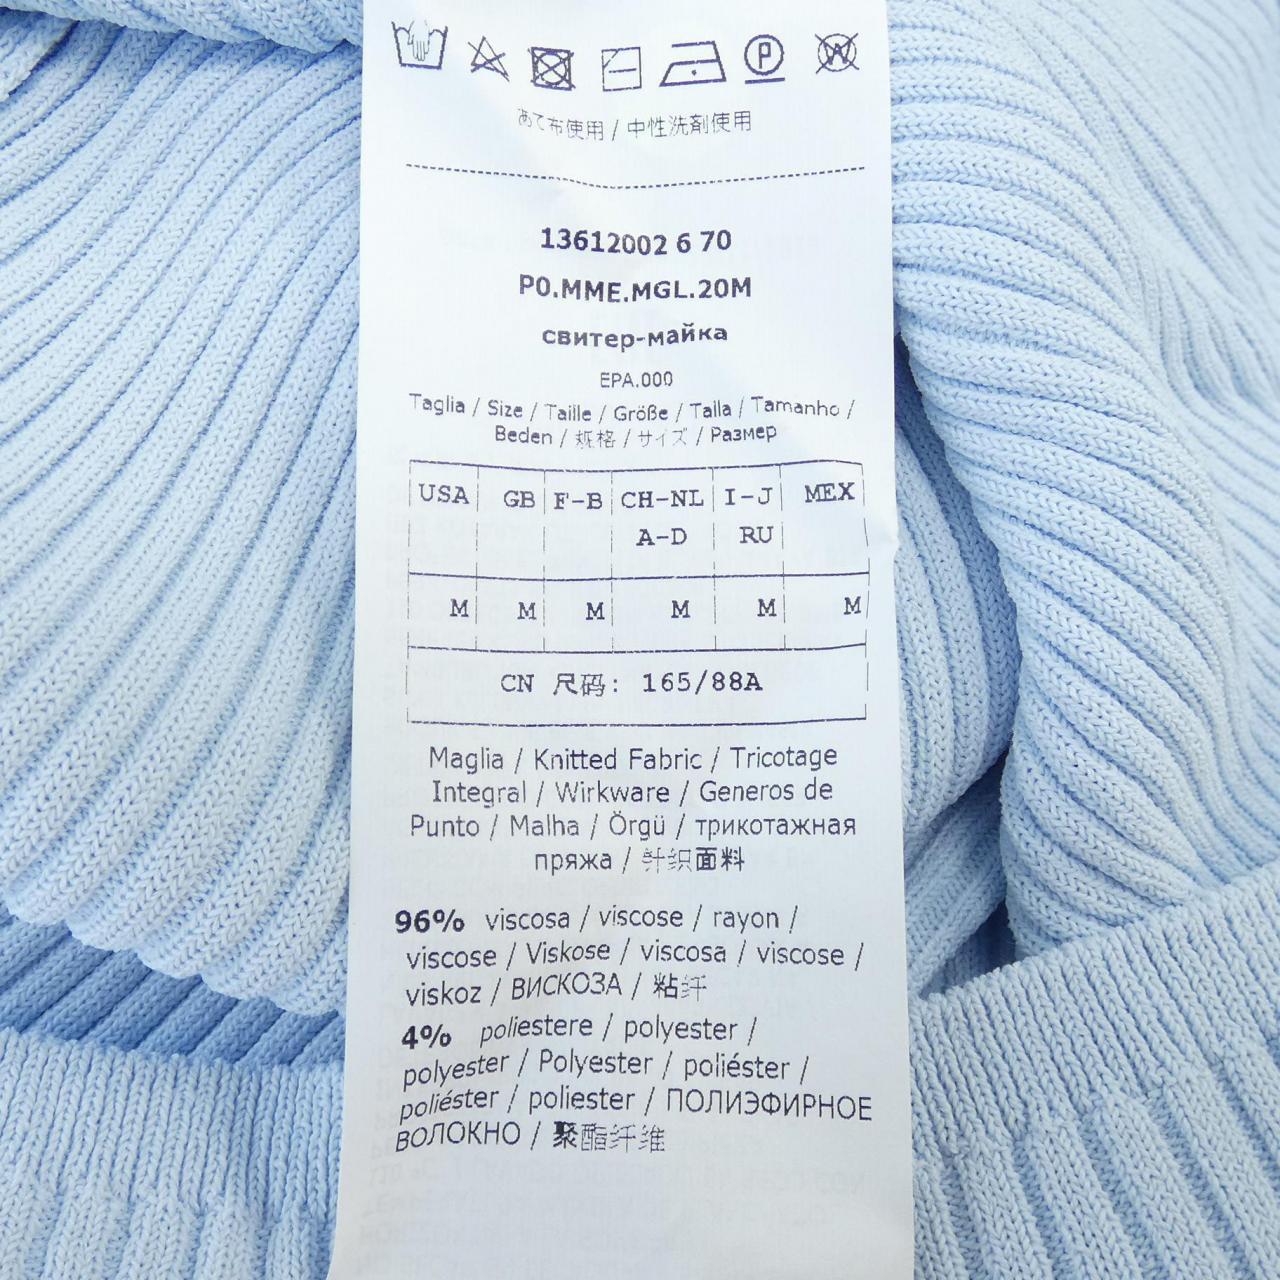 P
W
あて布使用 / 中性洗剤使用
13612002 6 70
P0.MME.MGL.20M
свитер-майка
EPA.000
Taglia / Size / Taille / Größe / Talla / Tamanho /
Beden / 规格 / サイズ / Размер
USA GB F-B CH-NL I-J MEX
A-D RU
M M M M M M
CN 尺码: 165/88A
Maglia / Knitted Fabric / Tricotage
Integral / Wirkware / Generos de
Punto / Malha / Örgü / трикотажная
пряжа / 针织面料
96% viscosa / viscose / rayon /
viscose / Viskose / viscosa / viscose /
viskoz / ВИСКОЗА / 粘纤
4% poliestere / polyester /
polyester / Polyester / poliéster /
poliéster / poliester / ПОЛИЭФИРНОЕ
ВОЛОКНО / 聚酯纤维